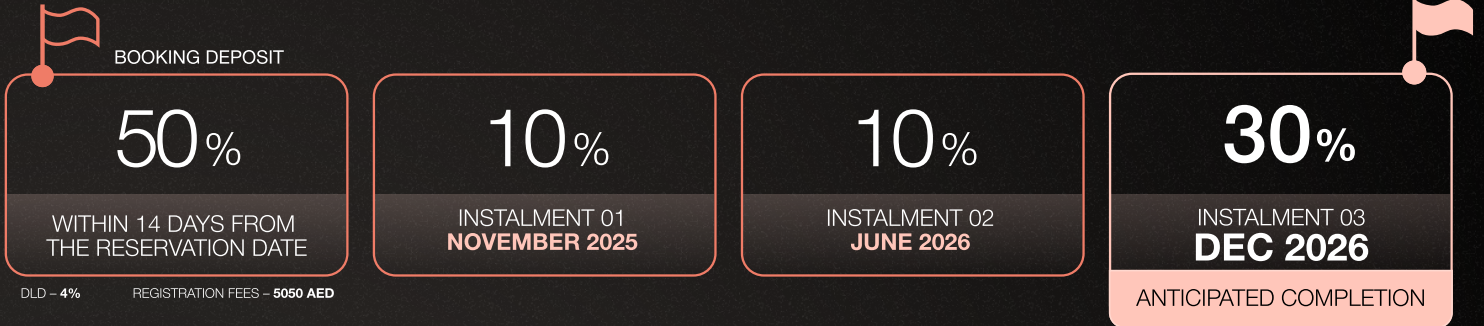 BOOKING DEPOSIT
50%
WITHIN 14 DAYS FROM
THE RESERVATION DATE
DLD – 4%
REGISTRATION FEES – 5050 AED
10%
INSTALMENT 01
NOVEMBER 2025
10%
INSTALMENT 02
JUNE 2026
30%
INSTALMENT 03
DEC 2026
ANTICIPATED COMPLETION